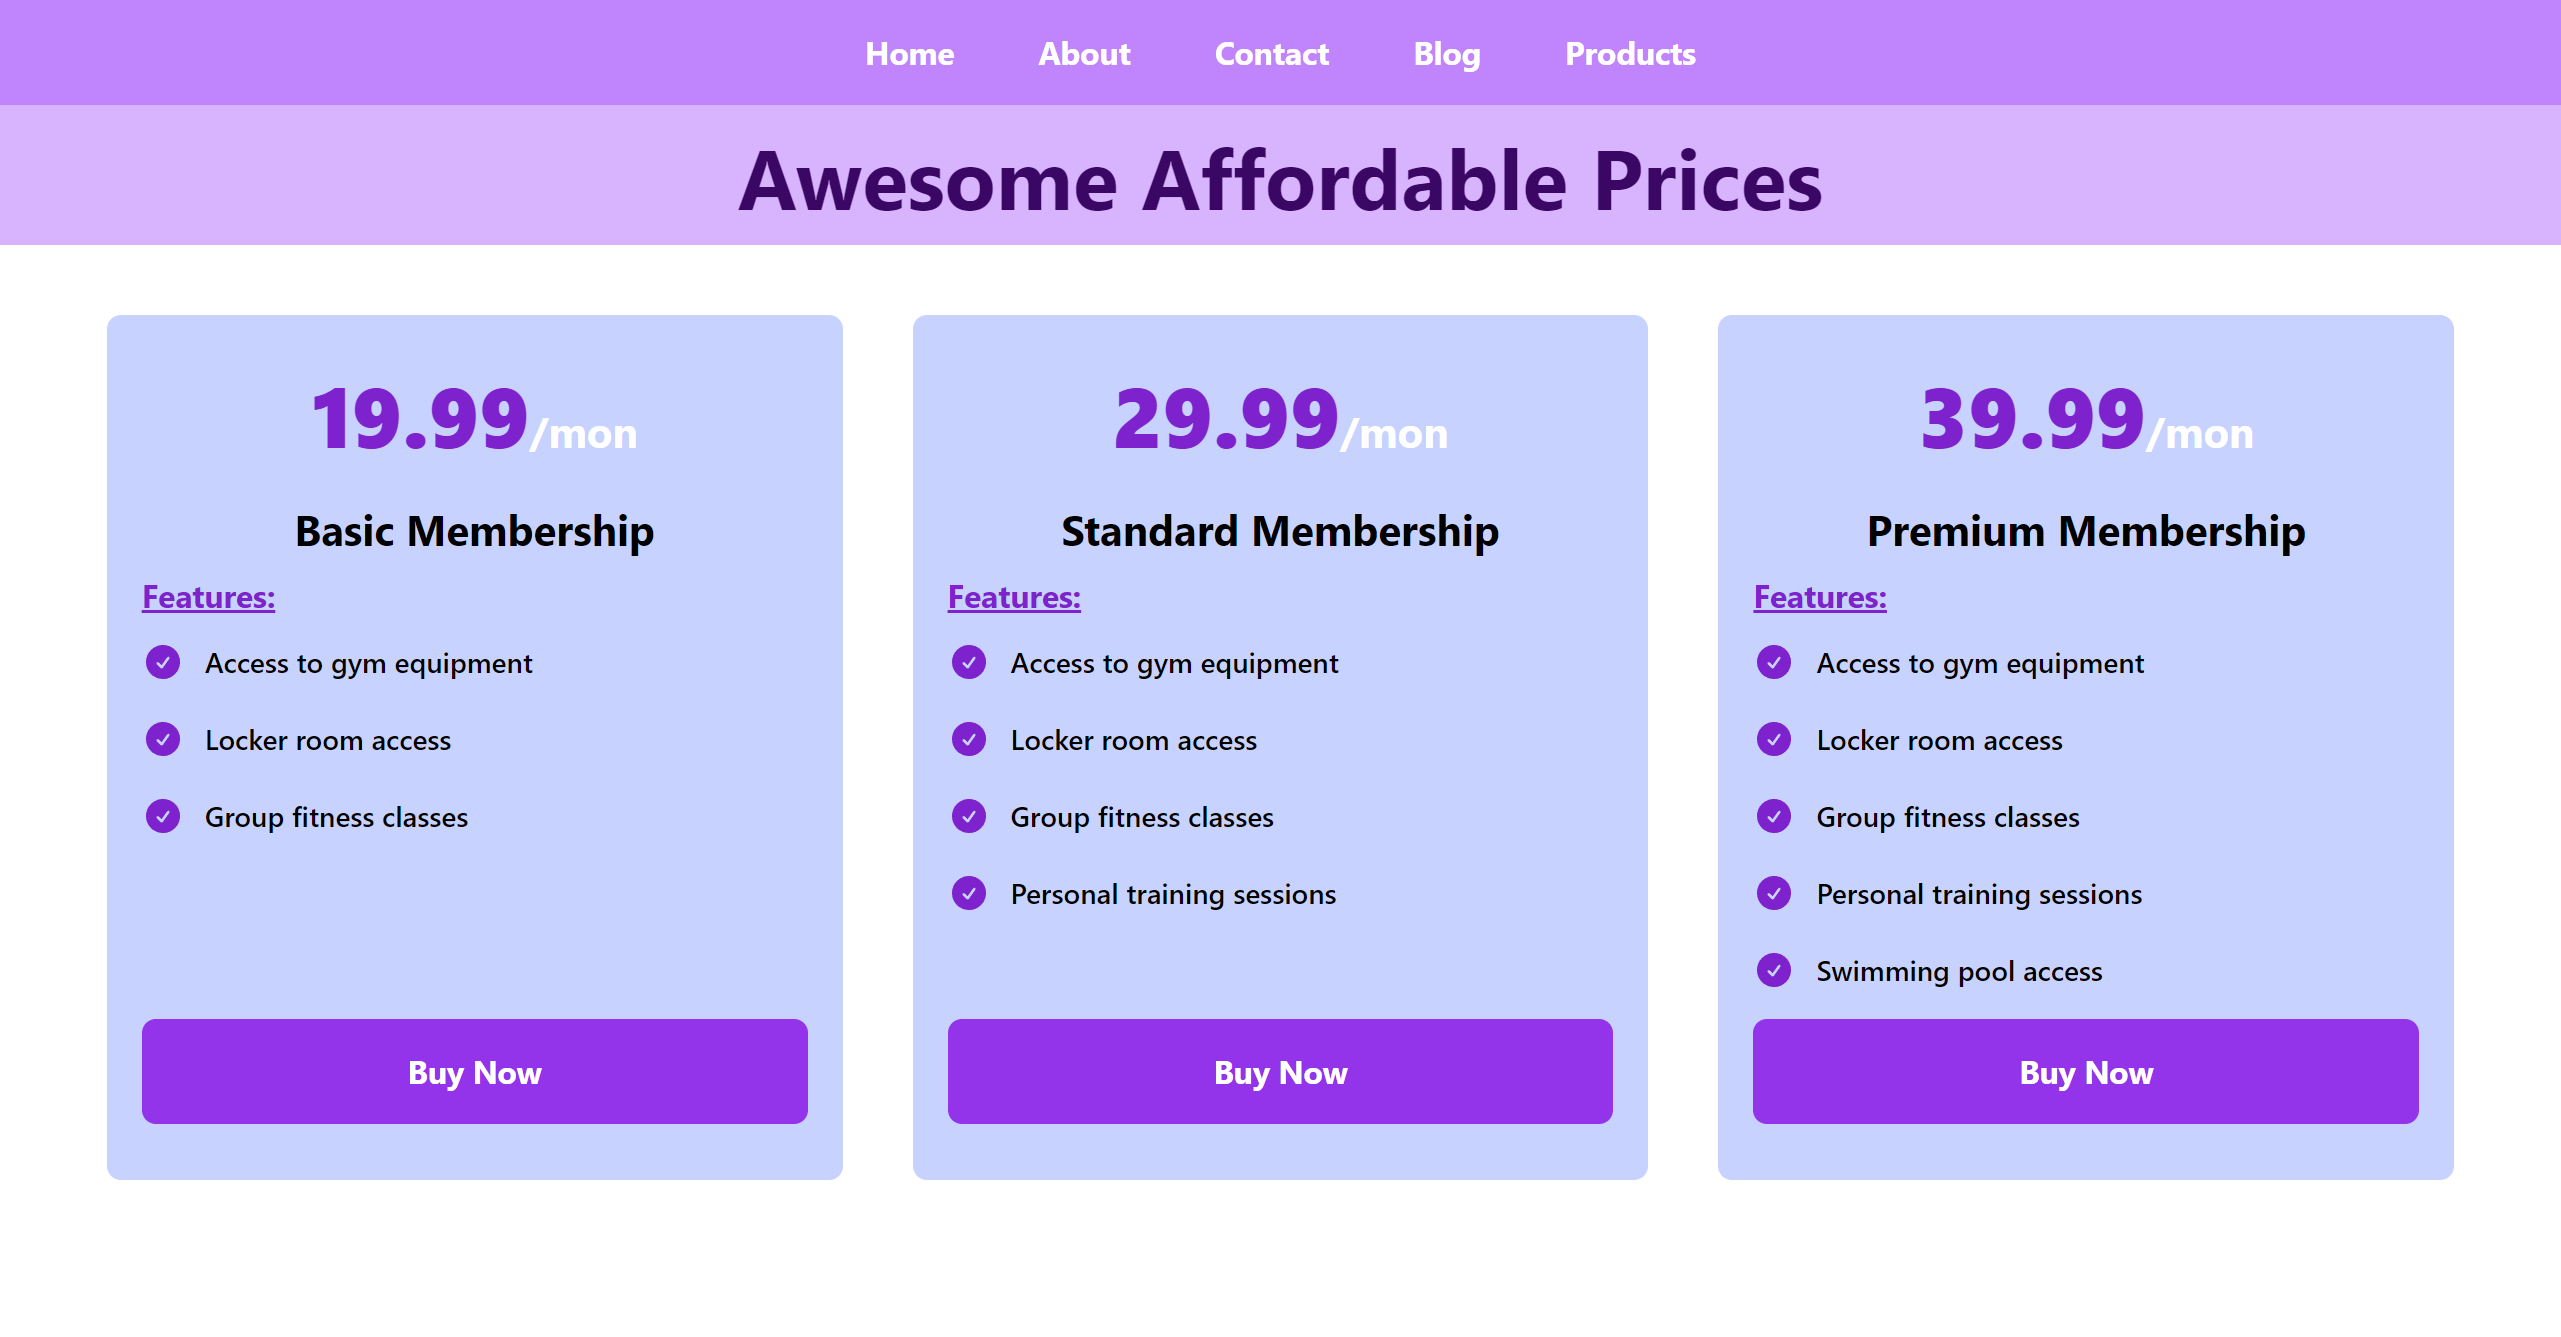 Home About Contact Blog Products
Awesome Affordable Prices
19.99/mon
Basic Membership
Features:
Access to gym equipment
Locker room access
Group fitness classes
Buy Now
29.99/mon
Standard Membership
Features:
Access to gym equipment
Locker room access
Group fitness classes
Personal training sessions
Buy Now
39.99/mon
Premium Membership
Features:
Access to gym equipment
Locker room access
Group fitness classes
Personal training sessions
Swimming pool access
Buy Now